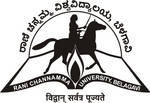 ರಾಣಿ ಚನ್ನಮ್ಮ ವಿಶ್ವವಿದ್ಯಾಲಯ, ಬೆಳಗಾವಿ
RANI CHANNAMMA UNIVERSITY, BELAGAVI
विद्वान् सर्वत्र पूज्यते